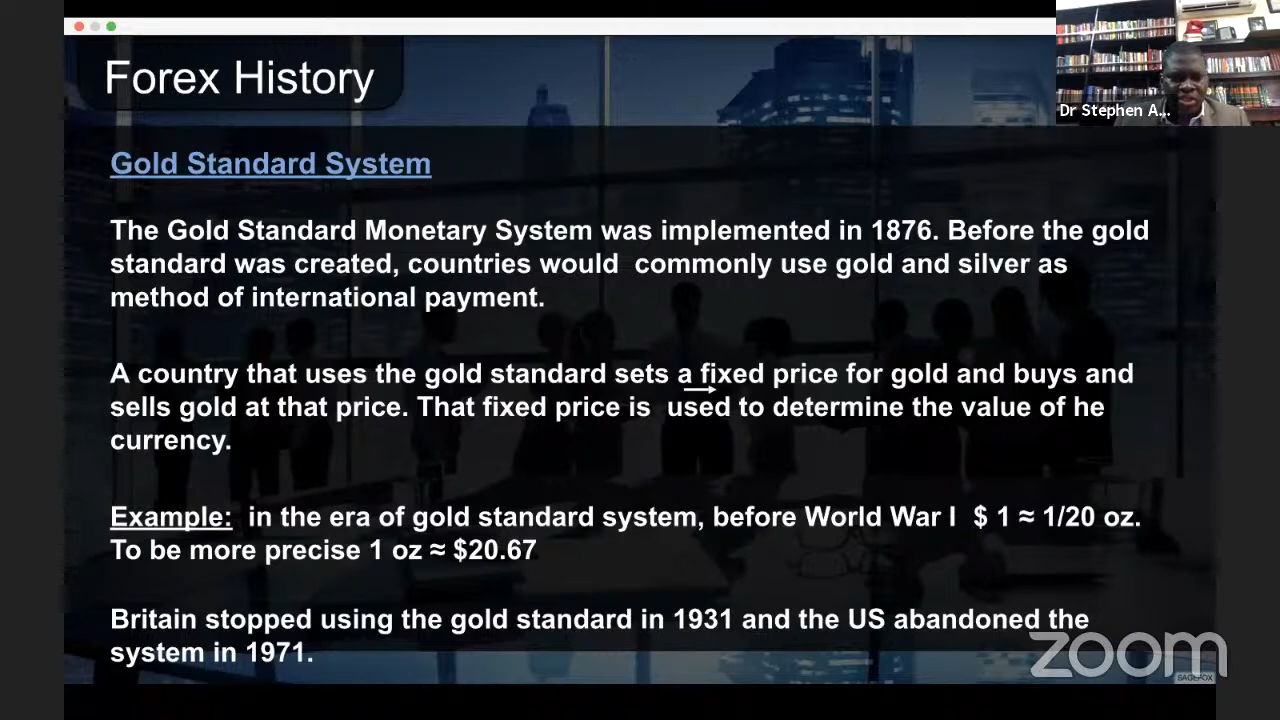 Forex History
Dr Stephen A...
Gold Standard System
The Gold Standard Monetary System was implemented in 1876. Before the gold
standard was created, countries would commonly use gold and silver as
method of international payment.
A country that uses the gold standard sets a fixed price for gold and buys and
sells gold at that price. That fixed price is used to determine the value of he
currency.
Example: in the era of gold standard system, before World War I $ 1 ≈ 1/20 oz.
To be more precise 1 oz ≈ $20.67
Britain stopped using the gold standard in 1931 and the US abandoned the
system in 1971.
zoom
SAGEFOX